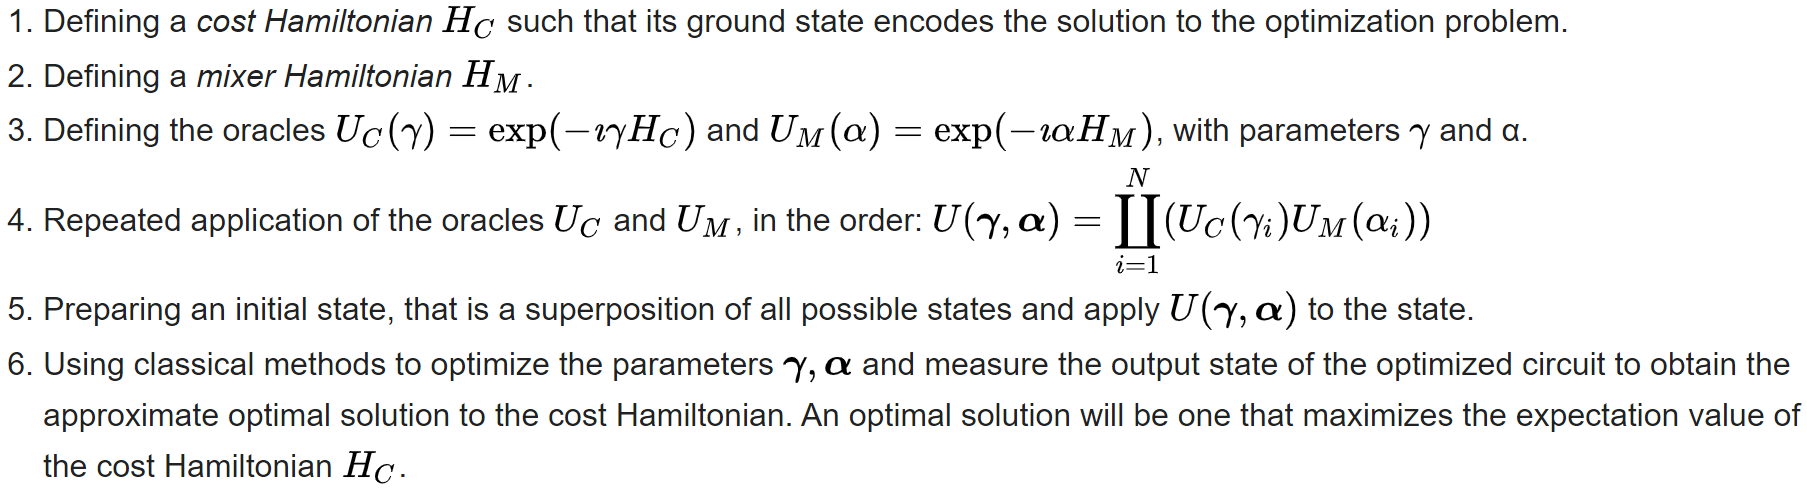 1. Defining a cost Hamiltonian H_C such that its ground state encodes the solution to the optimization problem.
2. Defining a mixer Hamiltonian H_M.
3. Defining the oracles U_C(γ) = exp(−ıγH_C) and U_M(α) = exp(−ıαH_M), with parameters γ and α.
4. Repeated application of the oracles U_C and U_M, in the order: U(γ, α) = ∐_{i=1}^{N}(U_C(γ_i)U_M(α_i))
5. Preparing an initial state, that is a superposition of all possible states and apply U(γ, α) to the state.
6. Using classical methods to optimize the parameters γ, α and measure the output state of the optimized circuit to obtain the
approximate optimal solution to the cost Hamiltonian. An optimal solution will be one that maximizes the expectation value of
the cost Hamiltonian H_C.